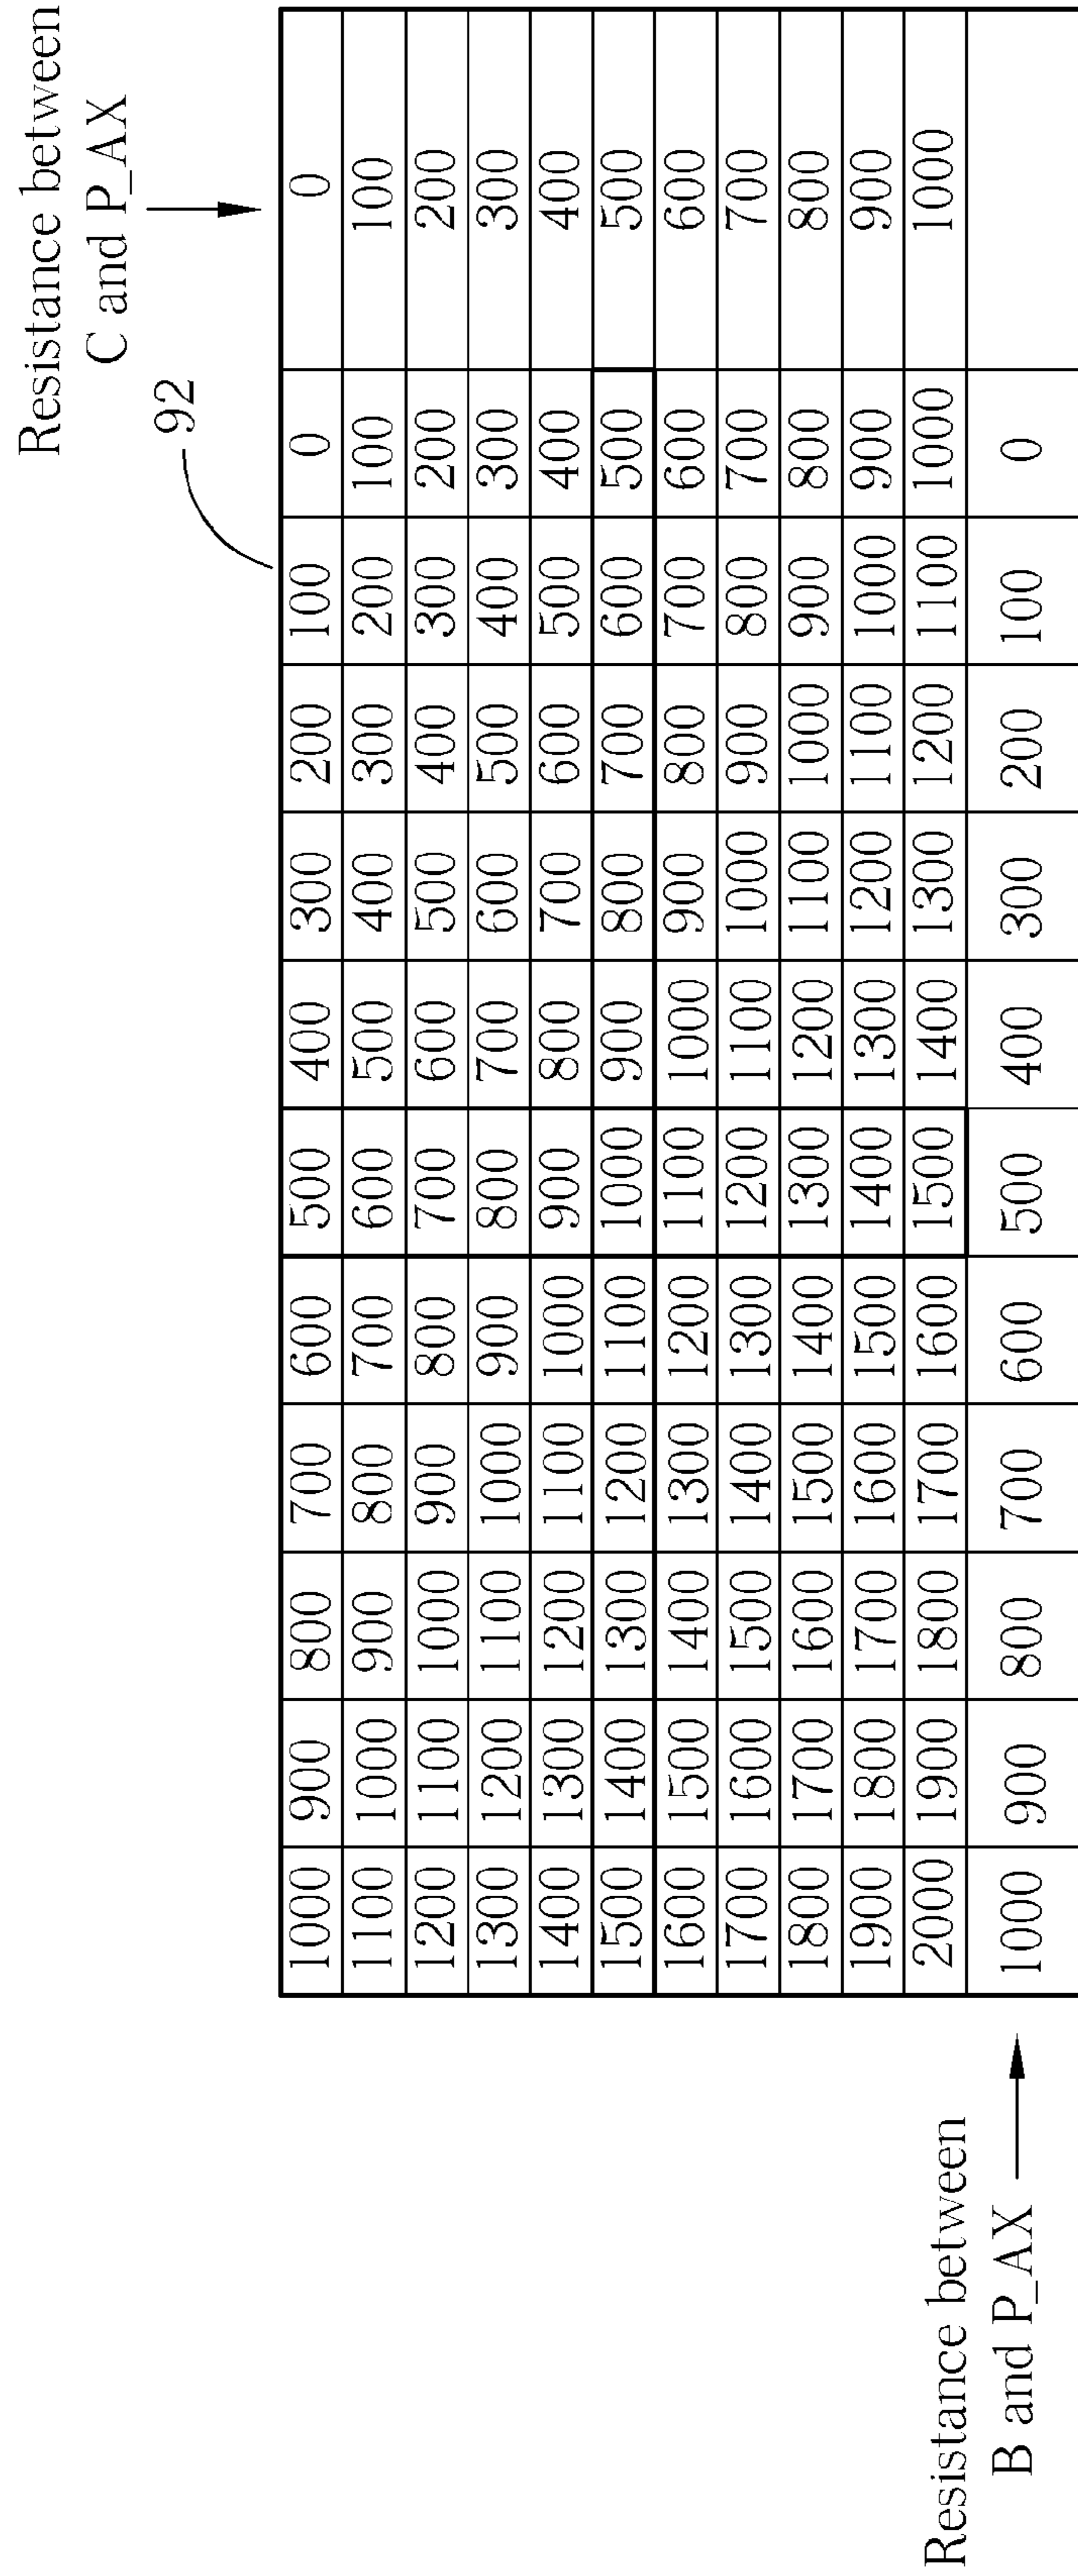 Resistance between
C and P_AX
92
1000 900 800 700 600 500 400 300 200 100 0 0
1100 1000 900 800 700 600 500 400 300 200 100 100
1200 1100 1000 900 800 700 600 500 400 300 200 200
1300 1200 1100 1000 900 800 700 600 500 400 300 300
1400 1300 1200 1100 1000 900 800 700 600 500 400 400
1500 1400 1300 1200 1100 1000 900 800 700 600 500 500
1600 1500 1400 1300 1200 1100 1000 900 800 700 600 600
1700 1600 1500 1400 1300 1200 1100 1000 900 800 700 700
1800 1700 1600 1500 1400 1300 1200 1100 1000 900 800 800
1900 1800 1700 1600 1500 1400 1300 1200 1100 1000 900 900
2000 1900 1800 1700 1600 1500 1400 1300 1200 1100 1000 1000
1000 900 800 700 600 500 400 300 200 100 0
Resistance between
B and P_AX